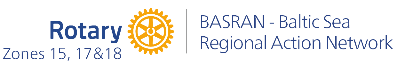 Rotary
Zones 15, 17&18
BASRAN - Baltic Sea
Regional Action Network